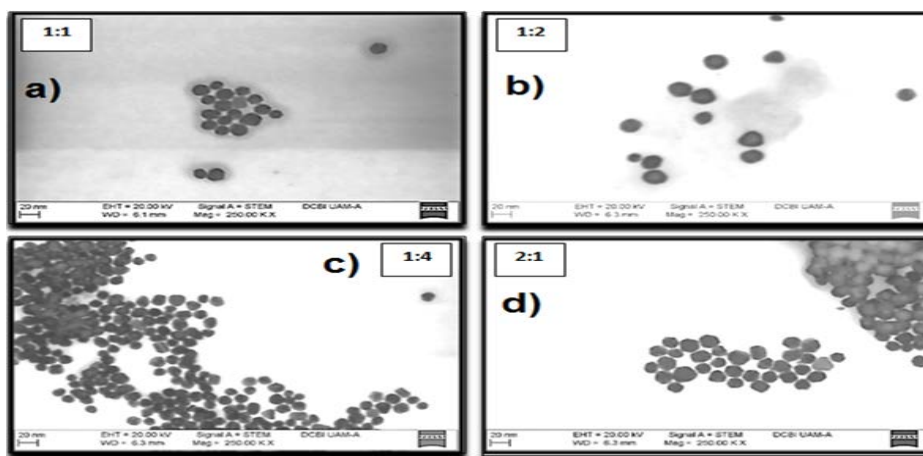 1:1
a)
20 nm EHT = 20.00 kV Signal A = STEM DCBI UAM-A
WD = 6.1 mm Mag = 250.00 K X
1:2
b)
20 nm EHT = 20.00 kV Signal A = STEM DCBI UAM-A
WD = 6.3 mm Mag = 250.00 K X
1:4
c)
20 nm EHT = 20.00 kV Signal A = STEM DCBI UAM-A
WD = 6.3 mm Mag = 250.00 K X
2:1
d)
20 nm EHT = 20.00 kV Signal A = STEM DCBI UAM-A
WD = 6.3 mm Mag = 250.00 K X